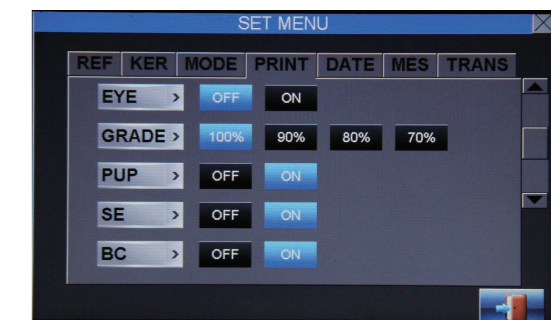 SET MENU
REF KER MODE PRINT DATE MES TRANS
EYE > OFF ON
GRADE > 100% 90% 80% 70%
PUP > OFF ON
SE > OFF ON
BC > OFF ON